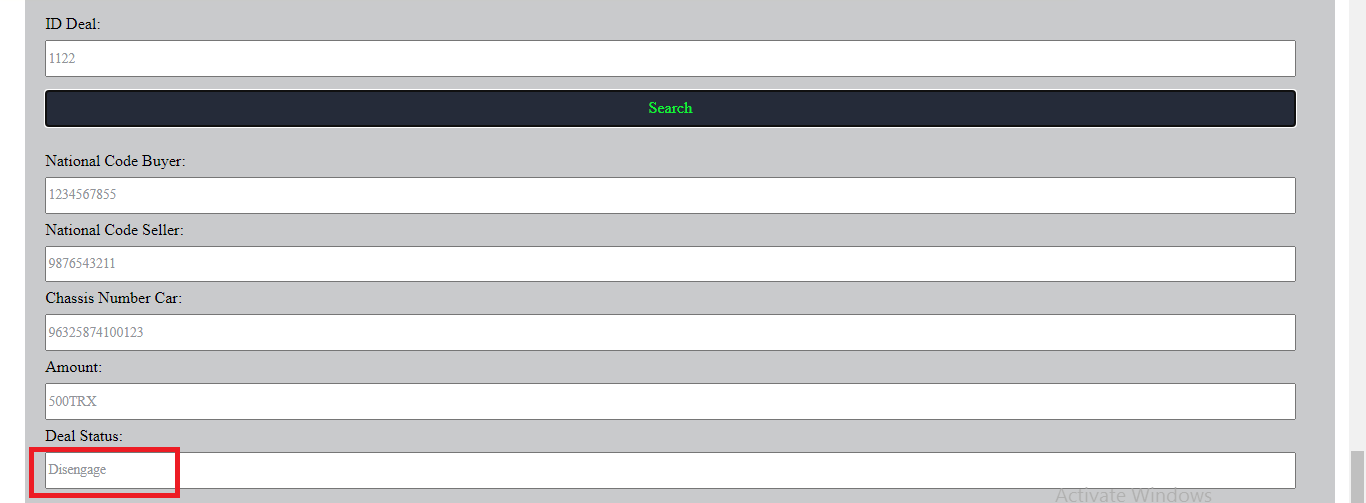 ID Deal:
1122
Search
National Code Buyer:
1234567855
National Code Seller:
9876543211
Chassis Number Car:
96325874100123
Amount:
500TRX
Deal Status:
Disengage
Activate Windows